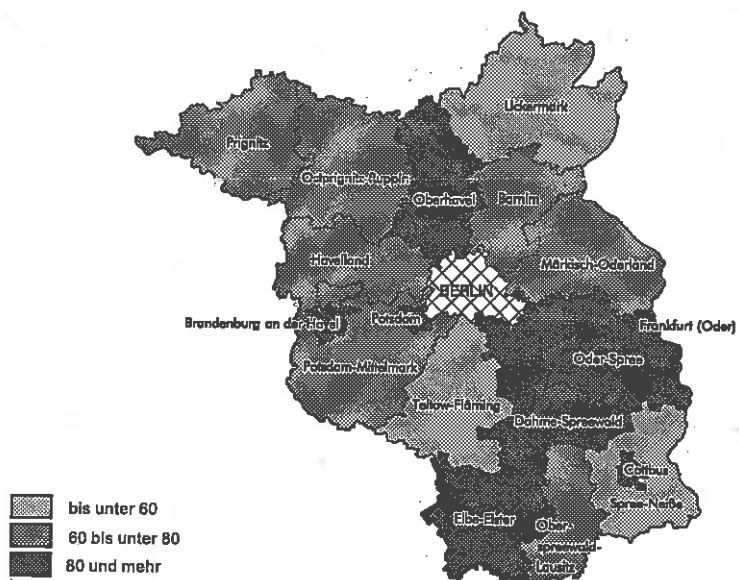 Uckermark
Prignitz
Ostprignitz-Ruppin
Oberhavel
Barnim
Havelland
Märkisch-Oderland
BERLIN
Brandenburg an der Havel
Potsdam
Frankfurt (Oder)
Oder-Spree
Potsdam-Mittelmark
Teltow-Fläming
Dahme-Spreewald
Cottbus
Spree-Neiße
Elbe-Elster
Ober-
spreewald-
Lausitz
bis unter 60
60 bis unter 80
80 und mehr